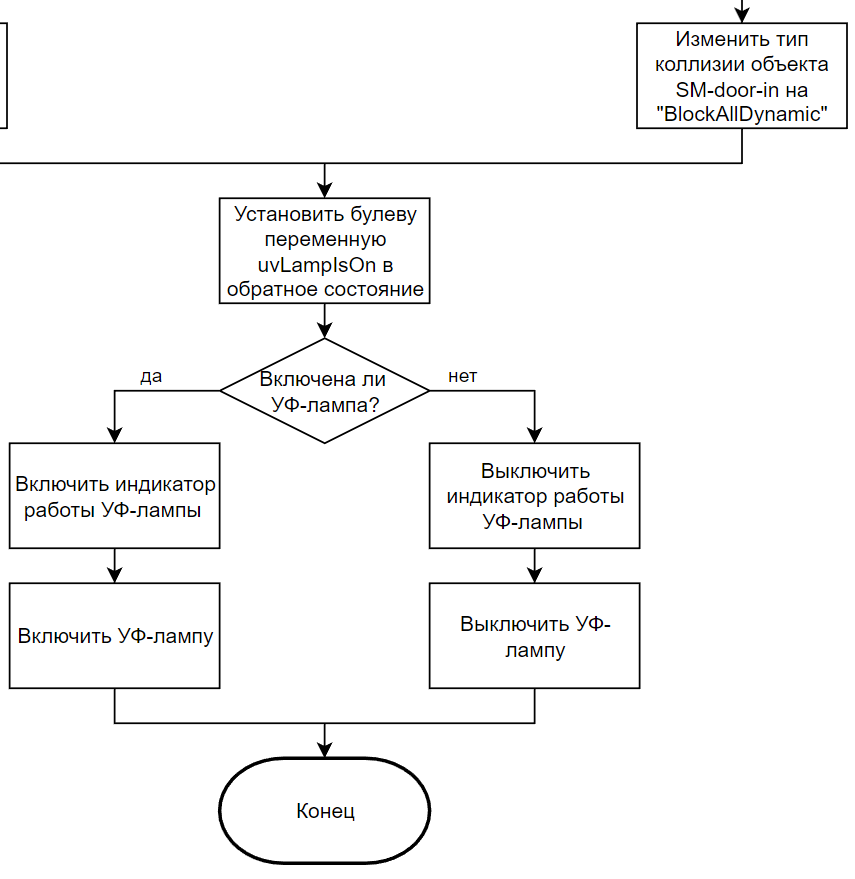 Изменить тип
коллизии объекта
SM-door-in на
"BlockAllDynamic"
Установить булеву
переменную
uvLampIsOn в
обратное состояние
да
Включена ли
УФ-лампа?
нет
Включить индикатор
работы УФ-лампы
Выключить
индикатор работы
УФ-лампы
Включить УФ-лампу
Выключить УФ-
лампу
Конец